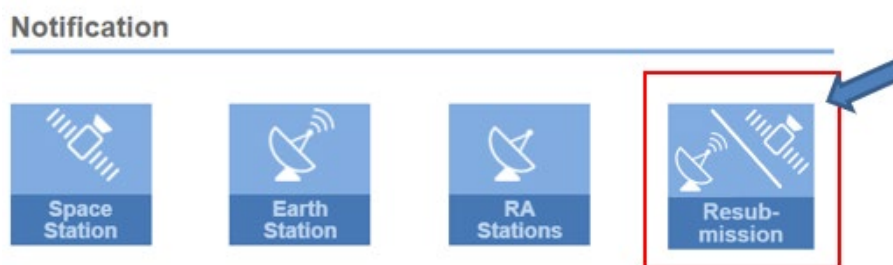 Notification
Space
Station
Earth
Station
RA
Stations
Resub-
mission